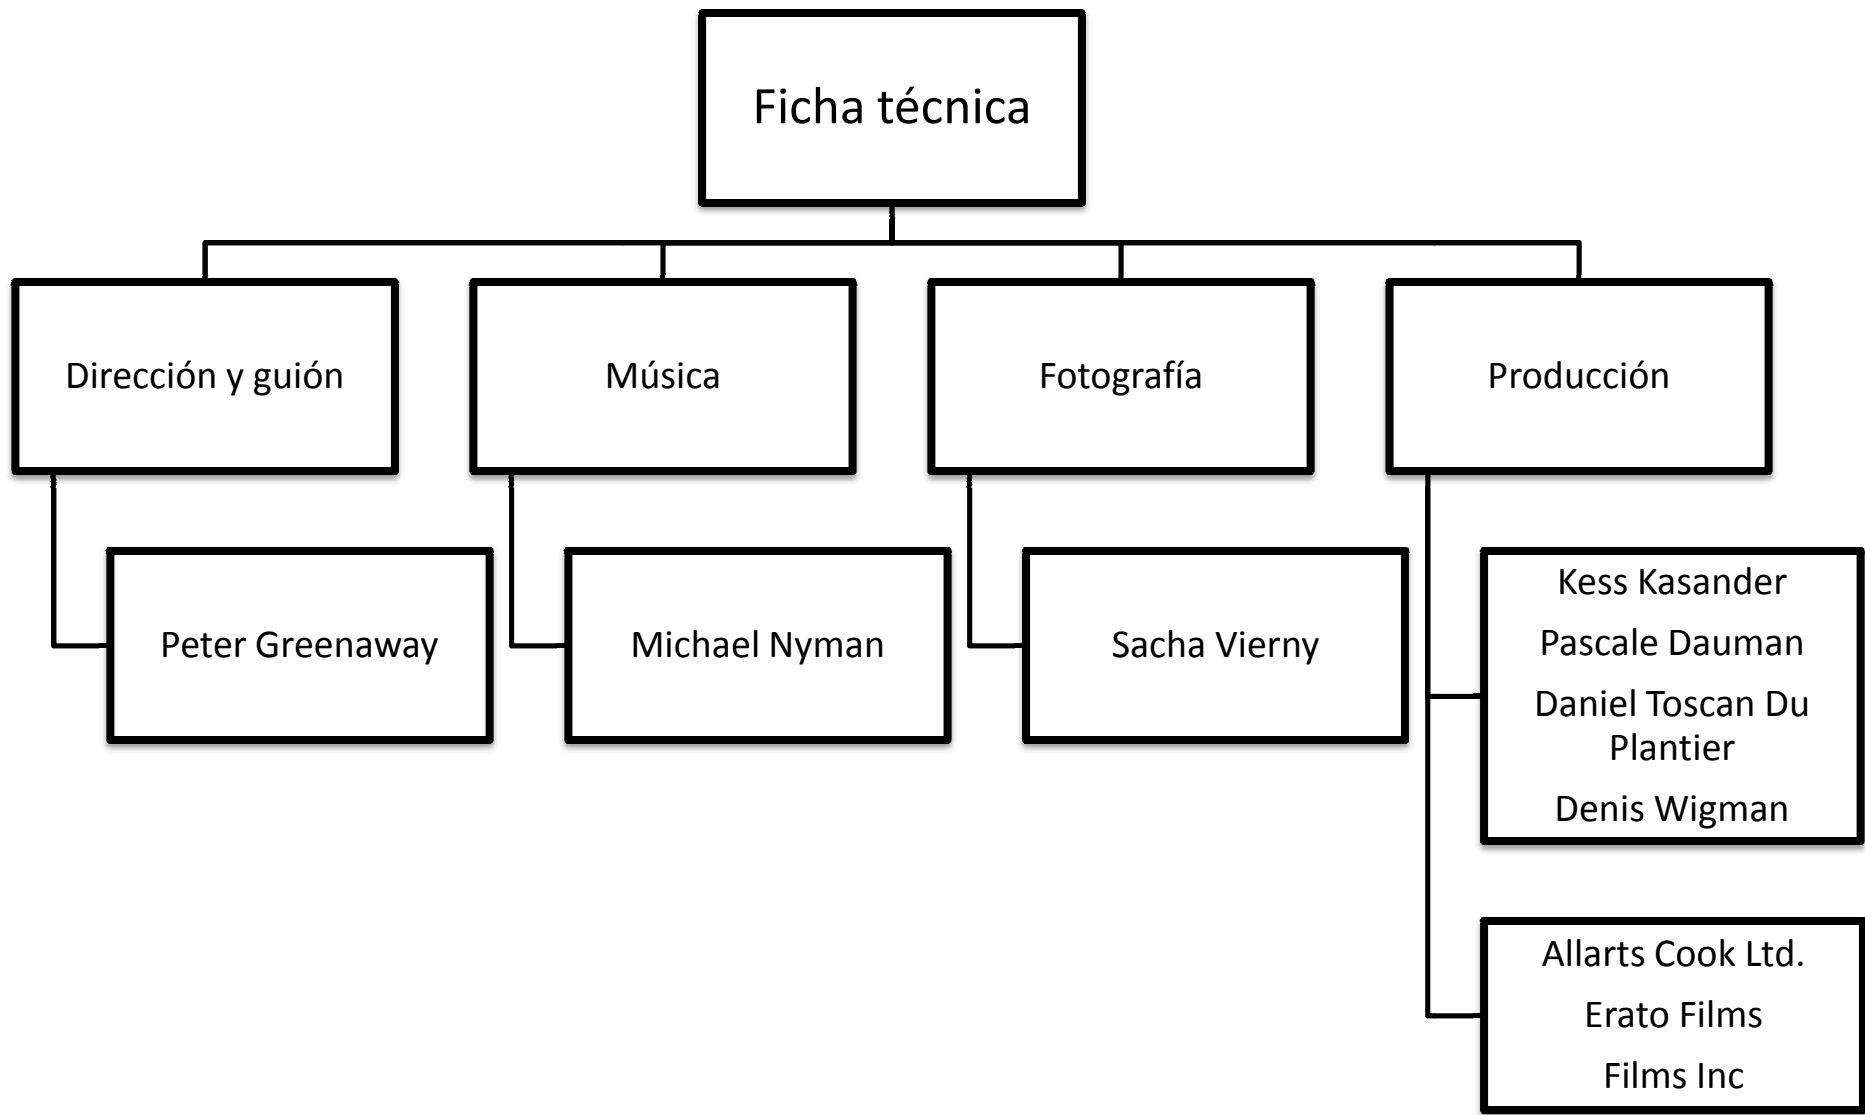 Ficha técnica
Dirección y guión
Música
Fotografía
Producción
Peter Greenaway
Michael Nyman
Sacha Vierny
Kess Kasander
Pascale Dauman
Daniel Toscan Du
Plantier
Denis Wigman
Allarts Cook Ltd.
Erato Films
Films Inc